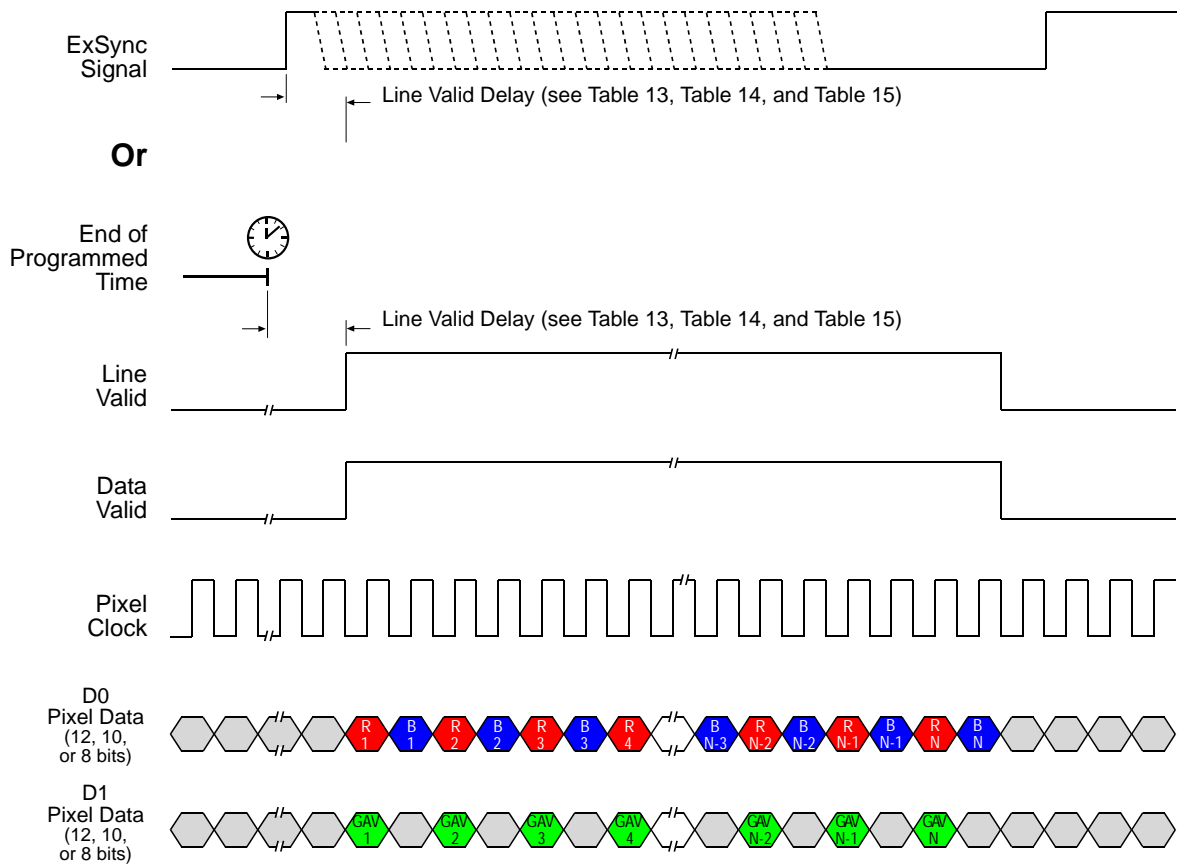 ExSync
Signal
Line Valid Delay (see Table 13, Table 14, and Table 15)
Or
End of
Programmed
Time
Line Valid Delay (see Table 13, Table 14, and Table 15)
Line
Valid
Data
Valid
Pixel
Clock
D0
Pixel Data
(12, 10,
or 8 bits)
R 1 B 1 R 2 B 2 R 3 B 3 R 4 B N-3 R N-2 B N-2 R N-1 B N-1 R N B N
D1
Pixel Data
(12, 10,
or 8 bits)
GAV 1 GAV 2 GAV 3 GAV 4 GAV N-2 GAV N-1 GAV N